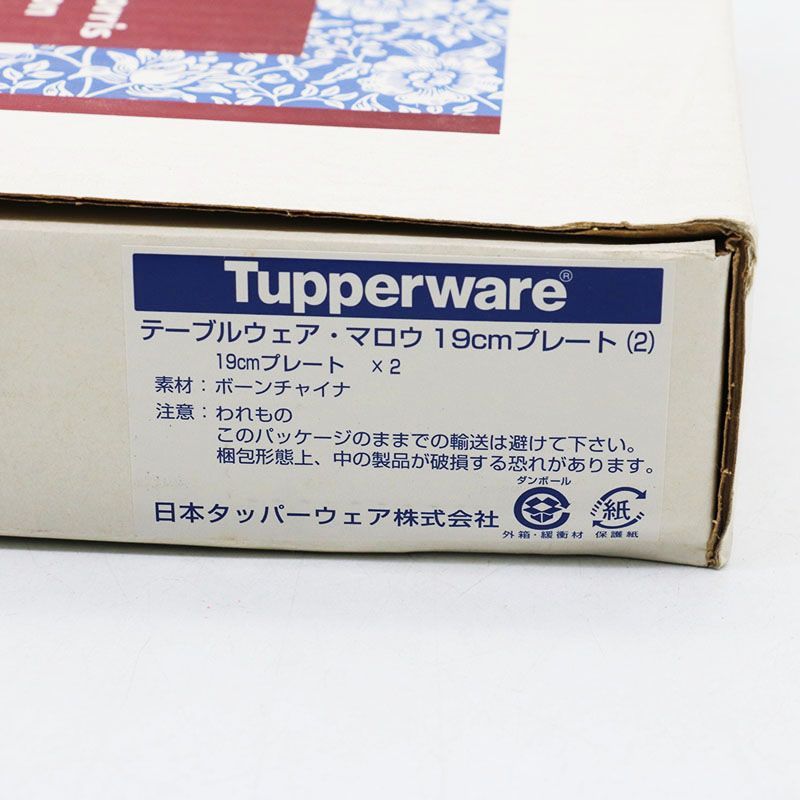 orris
on
Tupperware®
テーブルウェア・マロウ 19cmプレート(2)
19cmプレート ×2
素材：ボーンチャイナ
注意：われもの
このパッケージのままでの輸送は避けて下さい。
梱包形態上、中の製品が破損する恐れがあります。
ダンボール
日本タッパーウェア株式会社
紙
外箱・緩衝材 保護紙